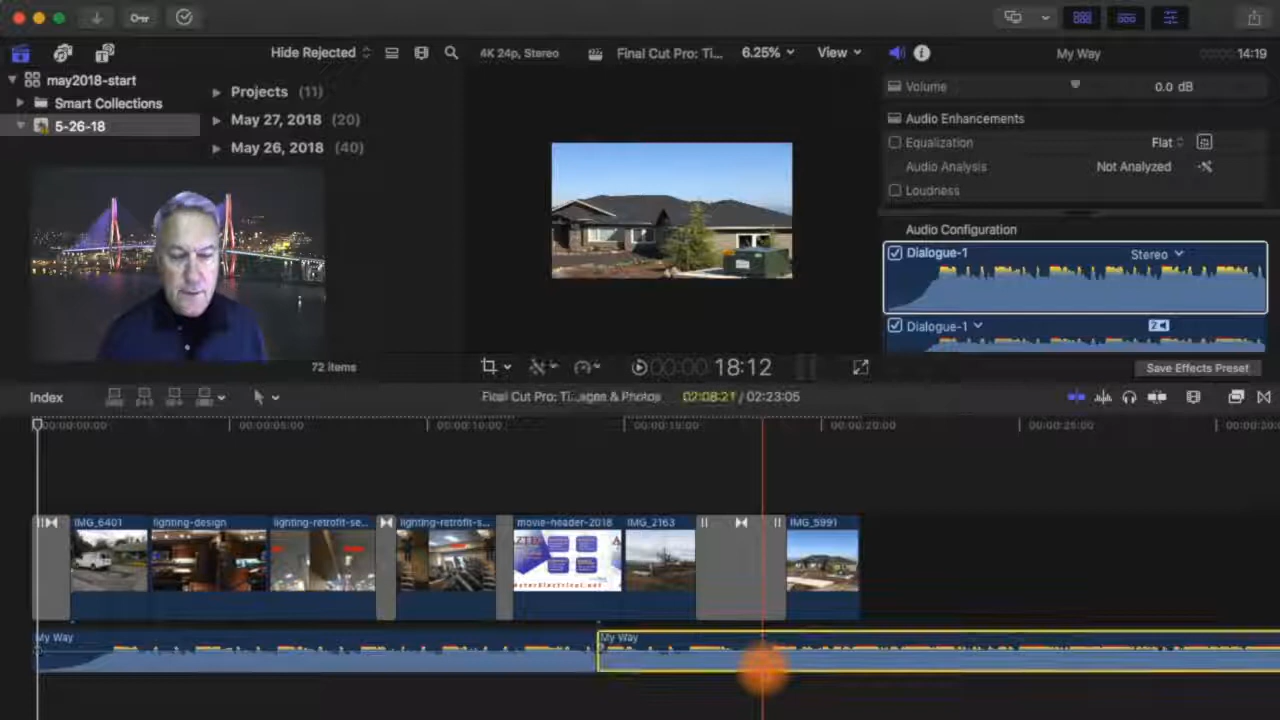 Hide Rejected
4K 24p, Stereo
Final Cut Pro: Ti...
6.25%
View
My Way
14:19
may2018-start
Smart Collections
5-26-18
Projects (11)
May 27, 2018 (20)
May 26, 2018 (40)
72 items
Volume
0.0 dB
Audio Enhancements
Equalization
Flat
Audio Analysis
Not Analyzed
Loudness
Audio Configuration
Dialogue-1
Stereo
Dialogue-1
2
Save Effects Preset
00:00 18:12
Index
Final Cut Pro: Ti...ages & Photos
/ 02:23:05
00:00:00:00
00:00:05:00
00:00:10:00
00:00:15:00
00:00:20:00
00:00:25:00
IMG_6401
lighting-design
lighting-retrofit-se...
lighting-retrofit-s...
movie-header-2018
IMG_2163
IMG_5991
My Way
My Way